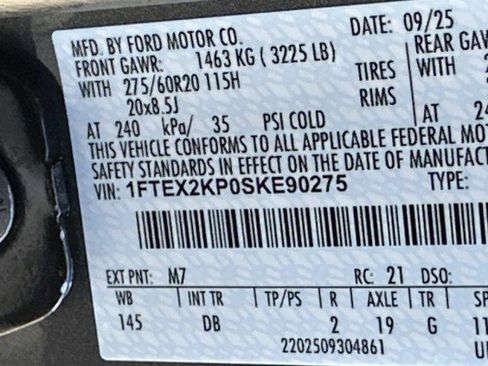 MFD. BY FORD MOTOR CO. DATE: 09/25
FRONT GAWR: 1463 KG ( 3225 LB) REAR GAW
WITH 275/60R20 115H TIRES WITH
20x8.5J RIMS
AT 240 kPa/ 35 PSI COLD AT 24
THIS VEHICLE CONFORMS TO ALL APPLICABLE FEDERAL MOT
SAFETY STANDARDS IN EFFECT ON THE DATE OF MANUFACT
VIN: 1FTEX2KP0SKE90275 TYPE:
EXT PNT: M7 RC: 21 DSO:
WB INT TR TP/PS R AXLE TR SP
145 DB 2 19 G 11
2202509304861